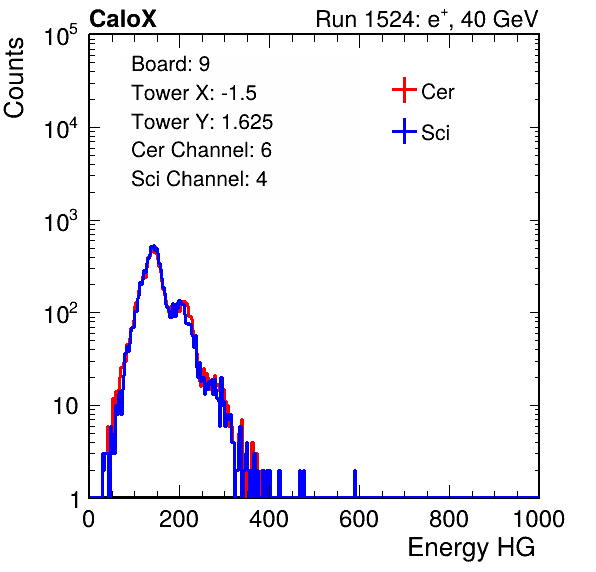 CaloX Run 1524: e⁺, 40 GeV
Counts
Board: 9
Tower X: -1.5
Tower Y: 1.625
Cer Channel: 6
Sci Channel: 4
Cer
Sci
10⁵
10⁴
10³
10²
10
1
0 200 400 600 800 1000
Energy HG